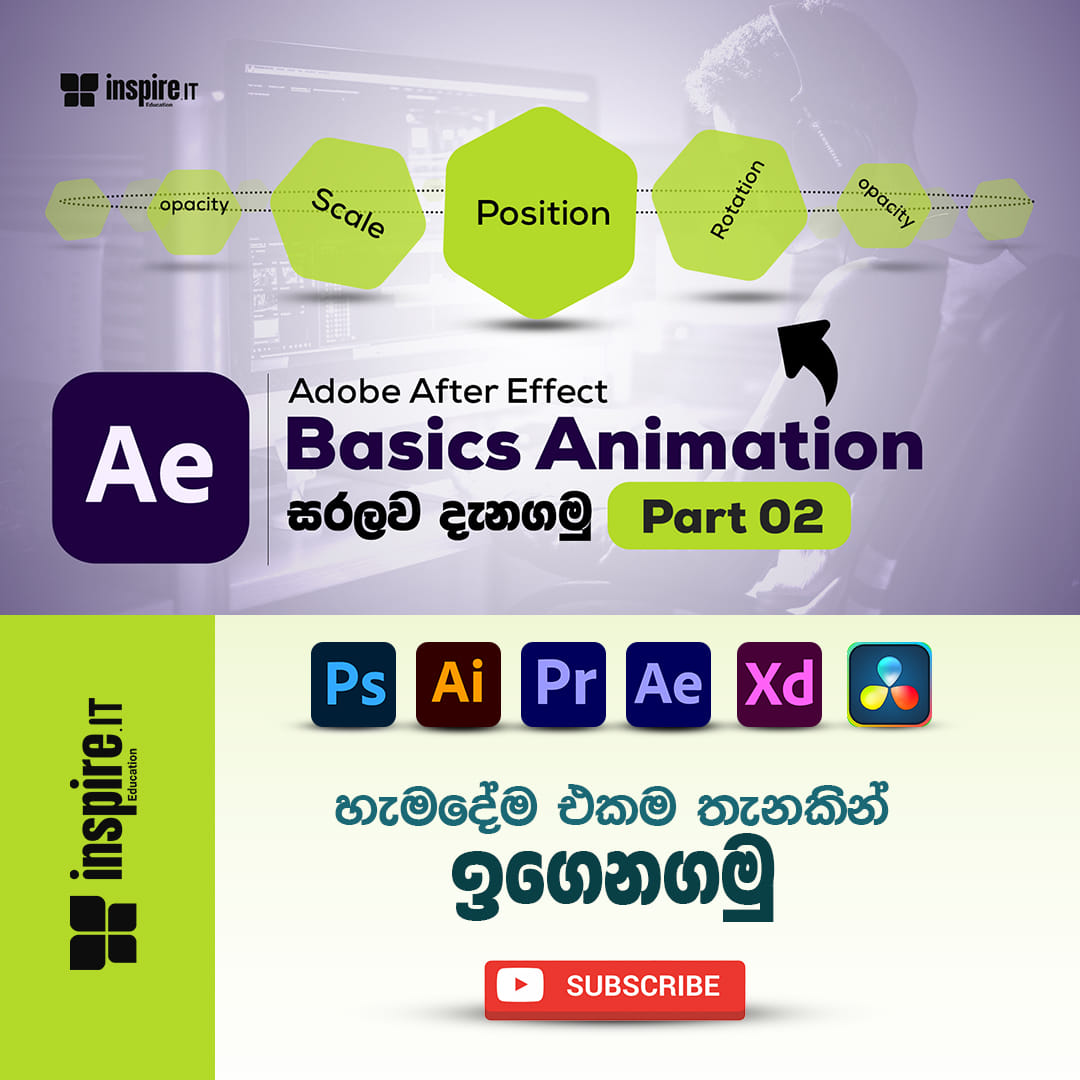 inspire.IT
Education
opacity
Scale
Position
Rotation
opacity
Ae
Adobe After Effect
Basics Animation
සරලව දැනගමු
Part 02
Ps
Ai
Pr
Ae
Xd
inspire.IT
Education
හැමදේම එකම තැනකින්
ඉගෙනගමු
SUBSCRIBE